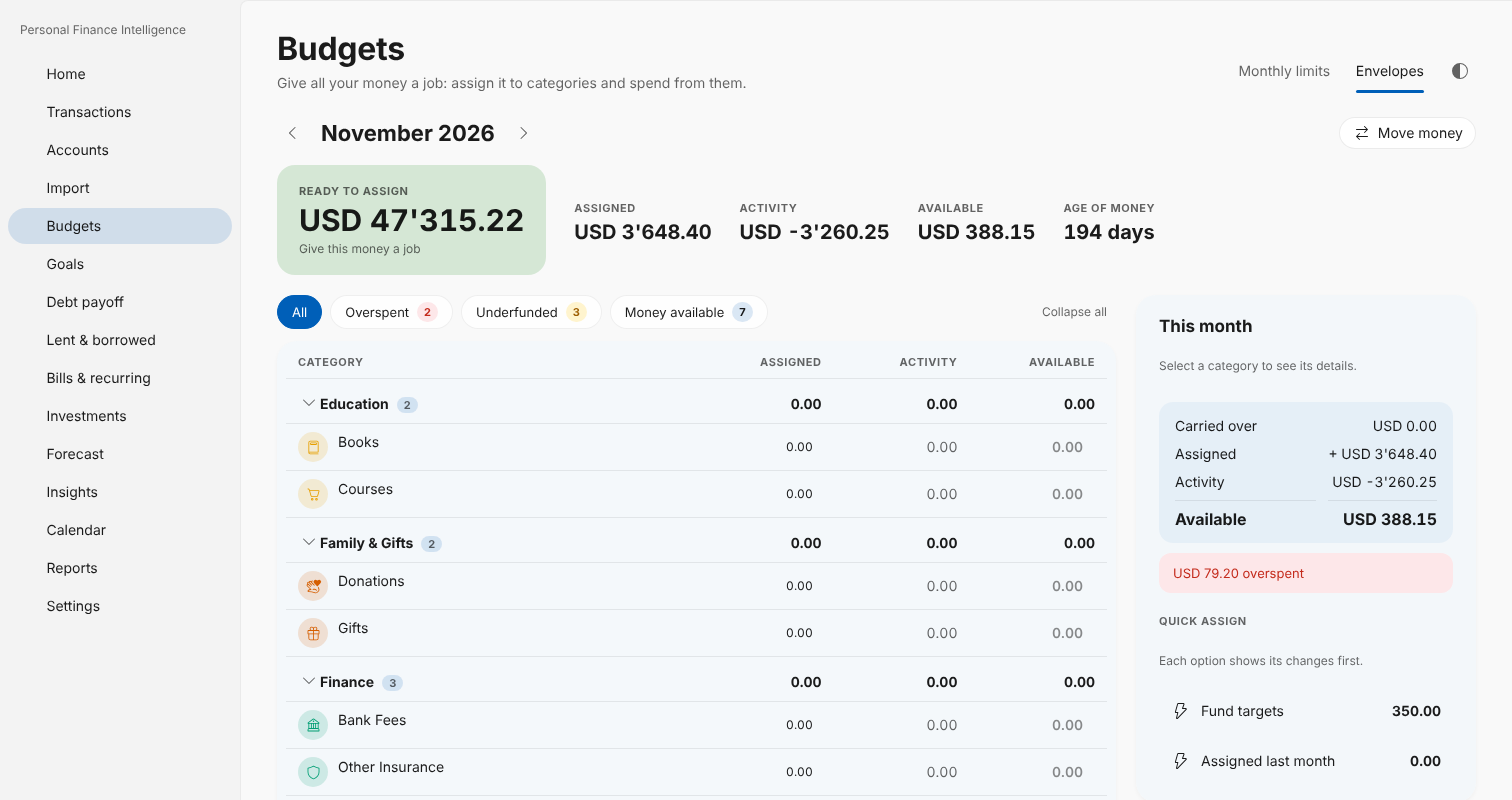 Personal Finance Intelligence
Home
Transactions
Accounts
Import
Budgets
Goals
Debt payoff
Lent & borrowed
Bills & recurring
Investments
Forecast
Insights
Calendar
Reports
Settings
Budgets
Give all your money a job: assign it to categories and spend from them.
Monthly limits
Envelopes
November 2026
Move money
READY TO ASSIGN
USD 47'315.22
Give this money a job
ASSIGNED
USD 3'648.40
ACTIVITY
USD -3'260.25
AVAILABLE
USD 388.15
AGE OF MONEY
194 days
All
Overspent 2
Underfunded 3
Money available 7
Collapse all
CATEGORY ASSIGNED ACTIVITY AVAILABLE
Education 2 0.00 0.00 0.00
Books 0.00 0.00 0.00
Courses 0.00 0.00 0.00
Family & Gifts 2 0.00 0.00 0.00
Donations 0.00 0.00 0.00
Gifts 0.00 0.00 0.00
Finance 3 0.00 0.00 0.00
Bank Fees 0.00 0.00 0.00
Other Insurance 0.00 0.00 0.00
This month
Select a category to see its details.
Carried over USD 0.00
Assigned + USD 3'648.40
Activity USD -3'260.25
Available USD 388.15
USD 79.20 overspent
QUICK ASSIGN
Each option shows its changes first.
Fund targets 350.00
Assigned last month 0.00